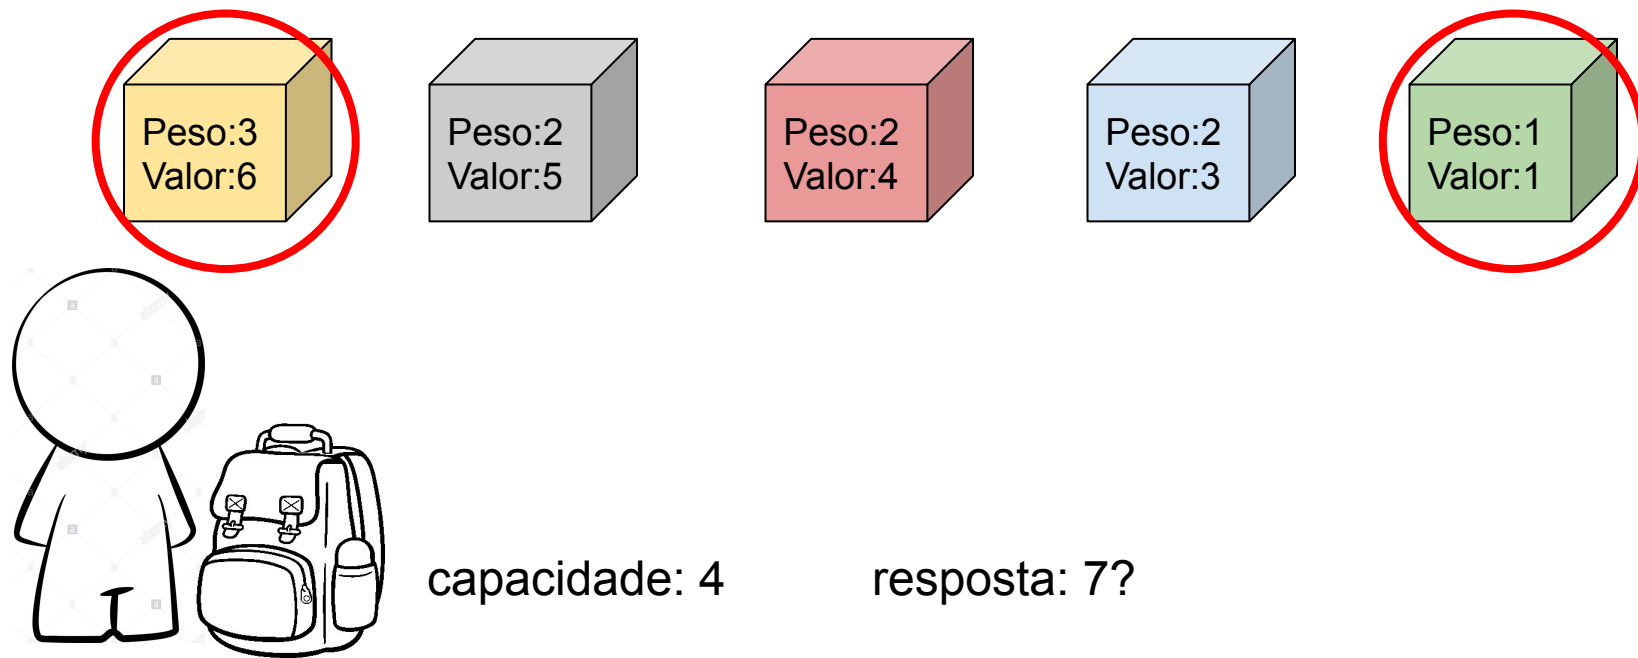 Peso:3
Valor:6
Peso:2
Valor:5
Peso:2
Valor:4
Peso:2
Valor:3
Peso:1
Valor:1
capacidade: 4
resposta: 7?